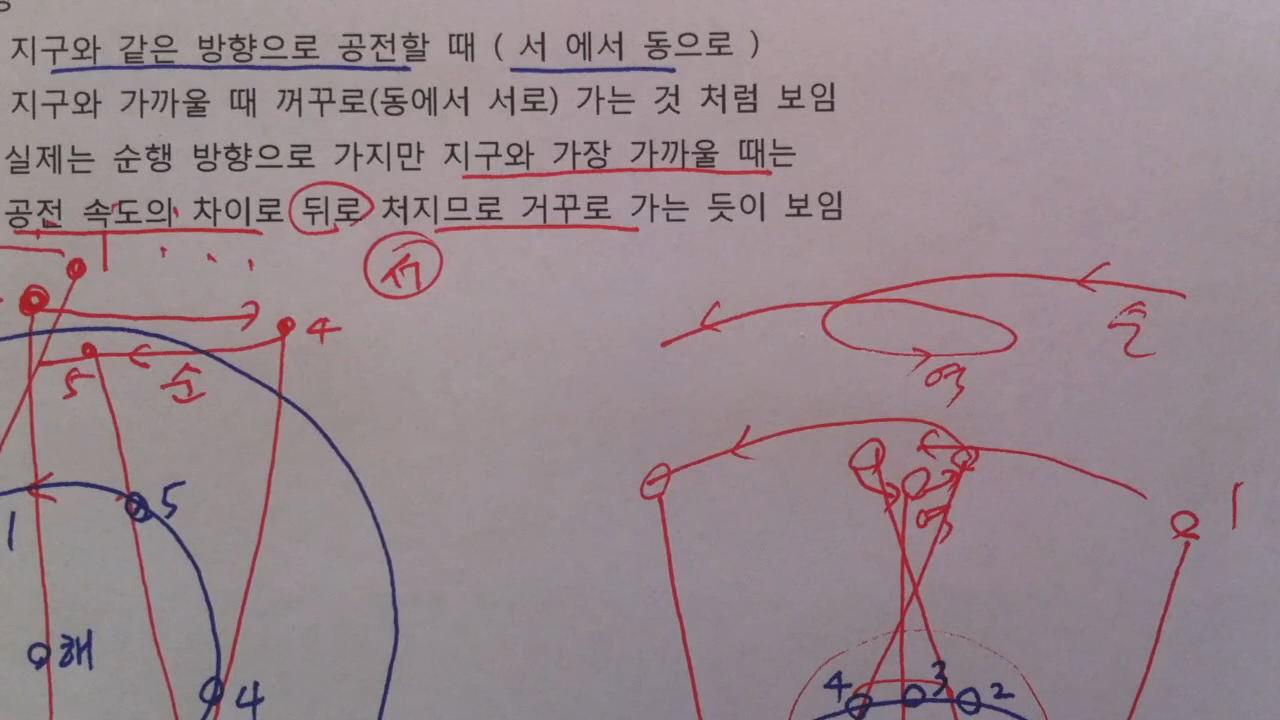 지구와 같은 방향으로 공전할 때 ( 서 에서 동으로 )
지구와 가까울 때 꺼꾸로(동에서 서로) 가는 것 처럼 보임
실제는 순행 방향으로 가지만 지구와 가장 가까울 때는
공전 속도의 차이로 뒤로 처지므로 거꾸로 가는 듯이 보임
4
5 순
순
역
5
1
역
1
해
4
4 3 2